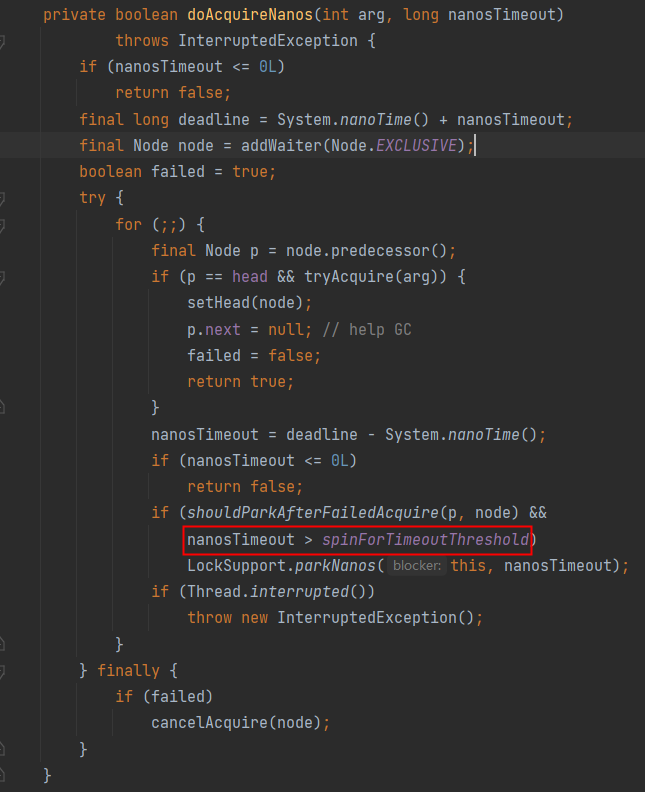 private boolean doAcquireNanos(int arg, long nanosTimeout)
        throws InterruptedException {
    if (nanosTimeout <= 0L)
        return false;
    final long deadline = System.nanoTime() + nanosTimeout;
    final Node node = addWaiter(Node.EXCLUSIVE);
    boolean failed = true;
    try {
        for (;;) {
            final Node p = node.predecessor();
            if (p == head && tryAcquire(arg)) {
                setHead(node);
                p.next = null; // help GC
                failed = false;
                return true;
            }
            nanosTimeout = deadline - System.nanoTime();
            if (nanosTimeout <= 0L)
                return false;
            if (shouldParkAfterFailedAcquire(p, node) &&
                nanosTimeout > spinForTimeoutThreshold)
                LockSupport.parkNanos( blocker: this, nanosTimeout);
            if (Thread.interrupted())
                throw new InterruptedException();
        }
    } finally {
        if (failed)
            cancelAcquire(node);
    }
}